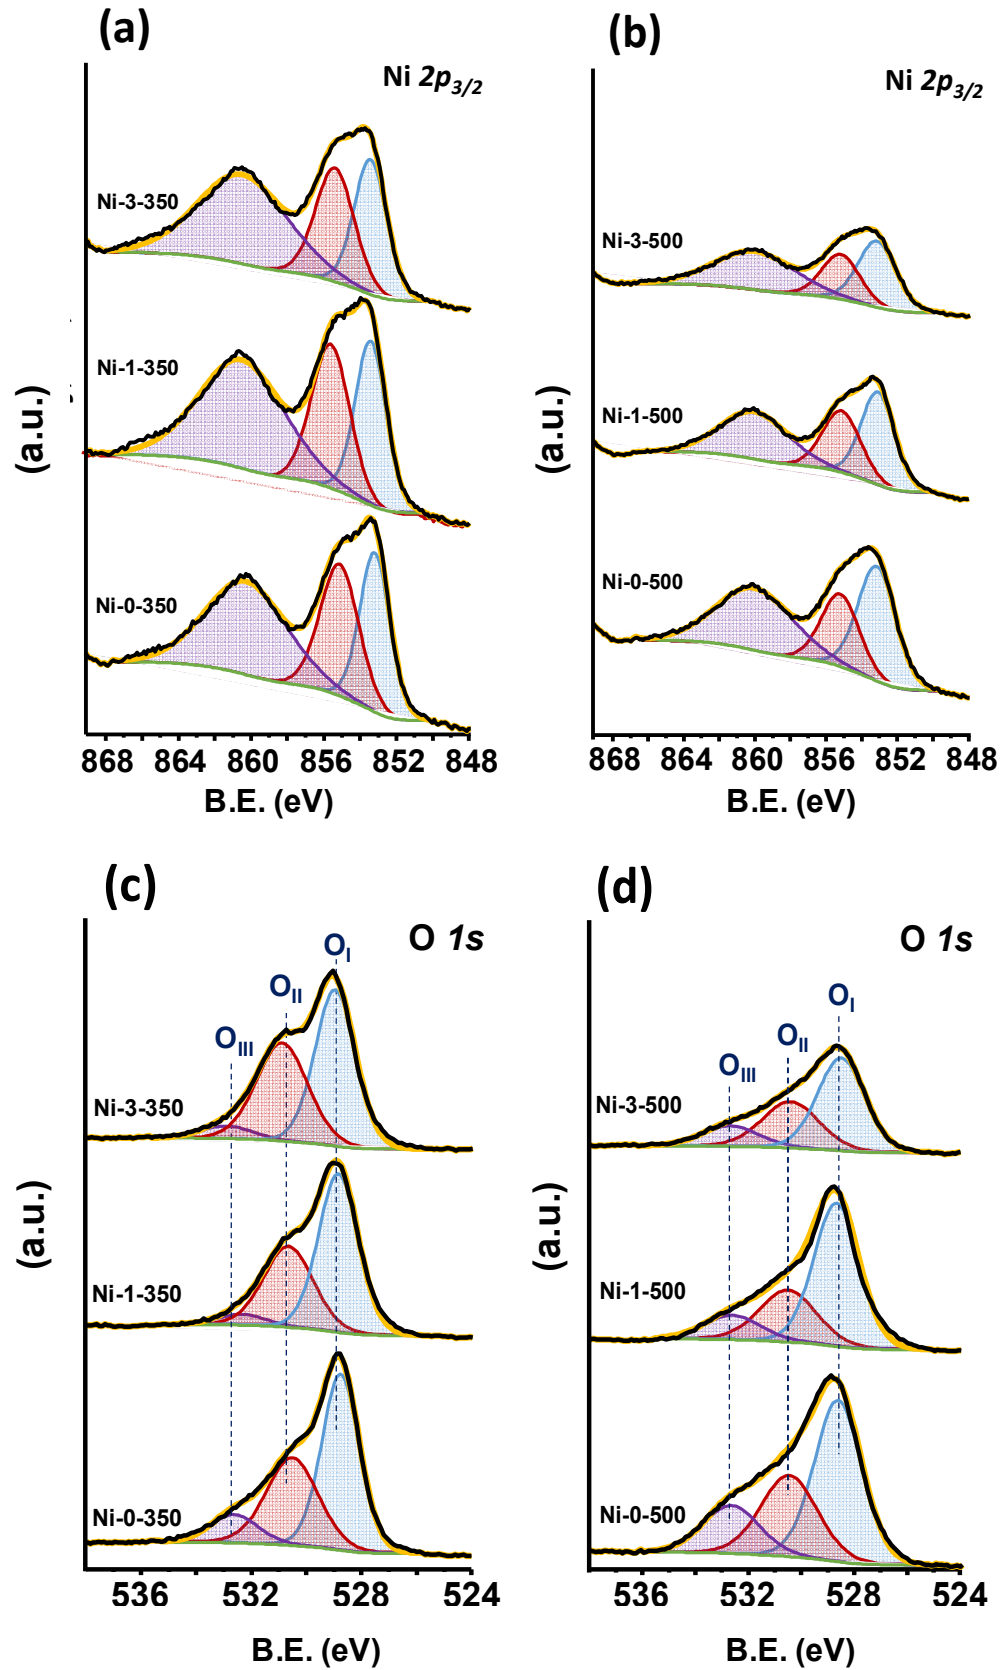 (a)
Ni 2p3/2
Ni-3-350
Ni-1-350
Ni-0-350
(a.u.)
868 864 860 856 852 848
B.E. (eV)
(b)
Ni 2p3/2
Ni-3-500
Ni-1-500
Ni-0-500
(a.u.)
868 864 860 856 852 848
B.E. (eV)
(c)
O 1s
OI
OII
OIII
Ni-3-350
Ni-1-350
Ni-0-350
(a.u.)
536 532 528 524
B.E. (eV)
(d)
O 1s
OI
OII
OIII
Ni-3-500
Ni-1-500
Ni-0-500
(a.u.)
536 532 528 524
B.E. (eV)